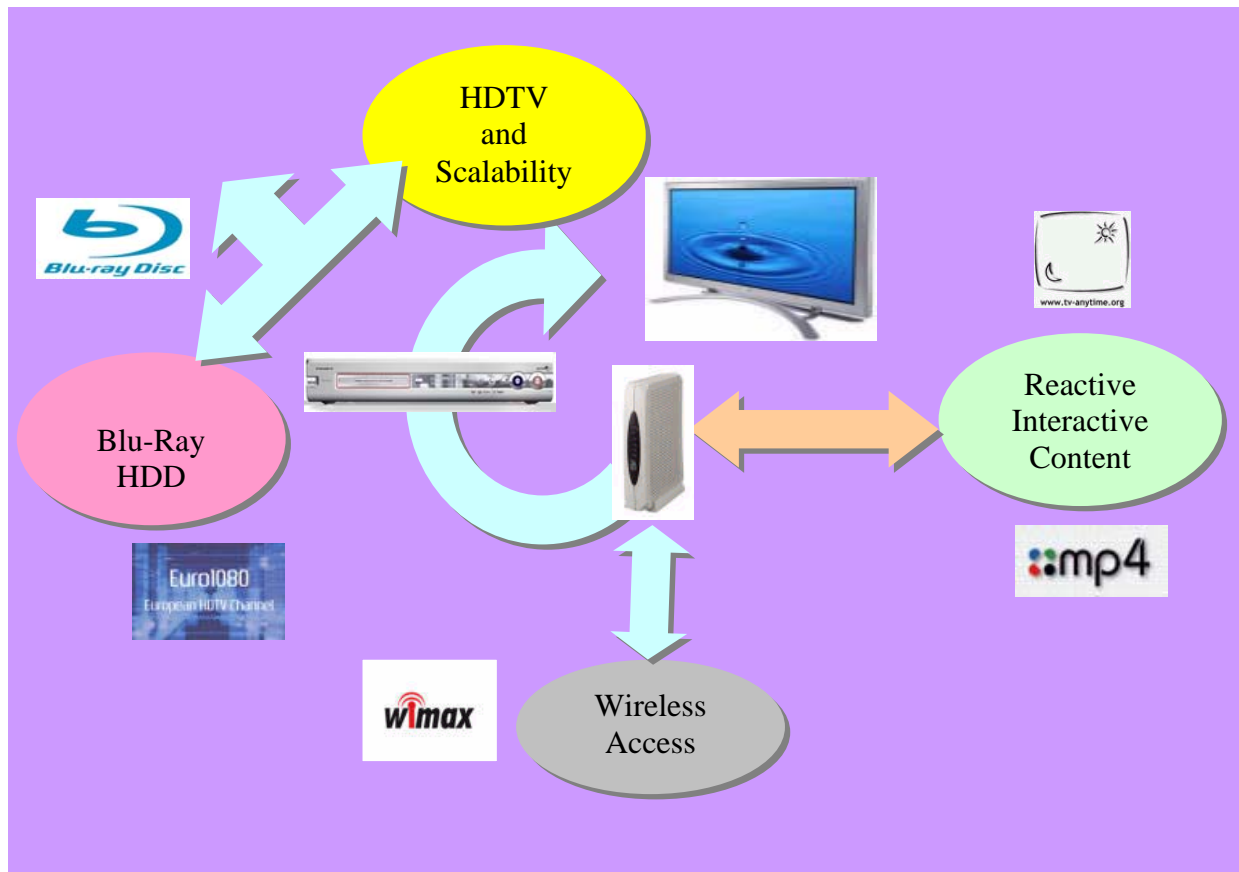 HDTV
and
Scalability
Blu-ray Disc
www.tv-anytime.org
Reactive
Interactive
Content
Blu-Ray
HDD
mp4
Euro1080
European HDTV Channel
wimax
Wireless
Access